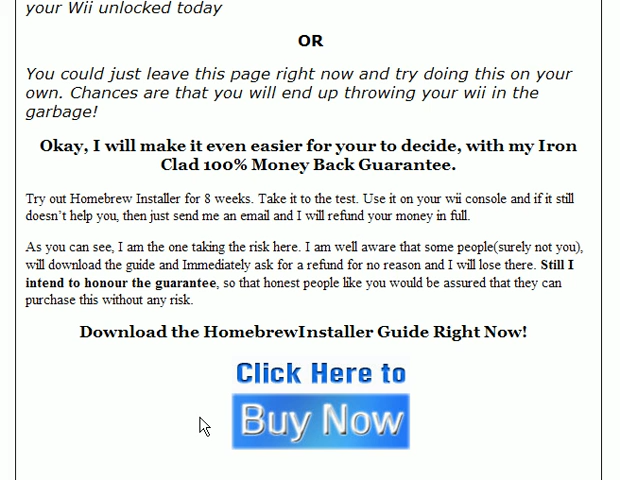 your Wii unlocked today
OR
You could just leave this page right now and try doing this on your
own. Chances are that you will end up throwing your wii in the
garbage!
Okay, I will make it even easier for your to decide, with my Iron
Clad 100% Money Back Guarantee.
Try out Homebrew Installer for 8 weeks. Take it to the test. Use it on your wii console and if it still
doesn't help you, then just send me an email and I will refund your money in full.
As you can see, I am the one taking the risk here. I am well aware that some people(surely not you),
will download the guide and Immediately ask for a refund for no reason and I will lose there. Still I
intend to honour the guarantee, so that honest people like you would be assured that they can
purchase this without any risk.
Download the HomebrewInstaller Guide Right Now!
Click Here to
Buy Now